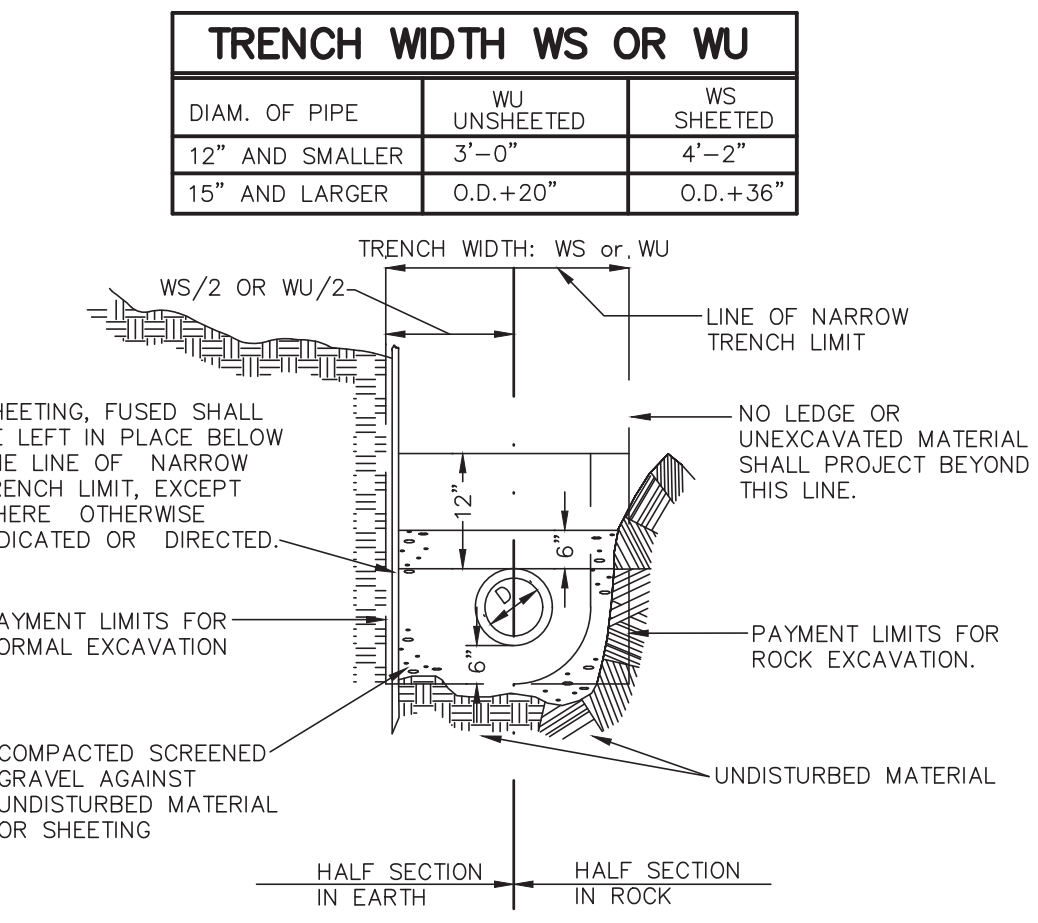 TRENCH WIDTH WS OR WU
DIAM. OF PIPE
WU
UNSHEETED
WS
SHEETED
12” AND SMALLER
3’–0”
4’–2”
15” AND LARGER
O.D.+20”
O.D.+36”
TRENCH WIDTH: WS or WU
WS/2 OR WU/2
LINE OF NARROW
TRENCH LIMIT
HEETING, FUSED SHALL
E LEFT IN PLACE BELOW
HE LINE OF NARROW
RENCH LIMIT, EXCEPT
HERE OTHERWISE
DICATED OR DIRECTED.
NO LEDGE OR
UNEXCAVATED MATERIAL
SHALL PROJECT BEYOND
THIS LINE.
12”
6”
D
6”
AYMENT LIMITS FOR
ORMAL EXCAVATION
PAYMENT LIMITS FOR
ROCK EXCAVATION.
COMPACTED SCREENED
GRAVEL AGAINST
UNDISTURBED MATERIAL
OR SHEETING
UNDISTURBED MATERIAL
HALF SECTION
IN EARTH
HALF SECTION
IN ROCK